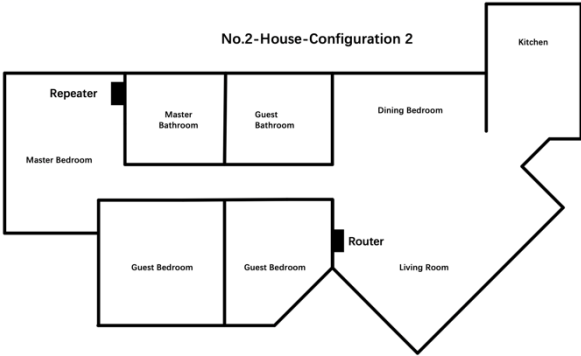 No.2-House-Configuration 2
Kitchen
Repeater
Dining Bedroom
Master
Bathroom
Guest
Bathroom
Master Bedroom
Router
Guest Bedroom
Guest Bedroom
Living Room